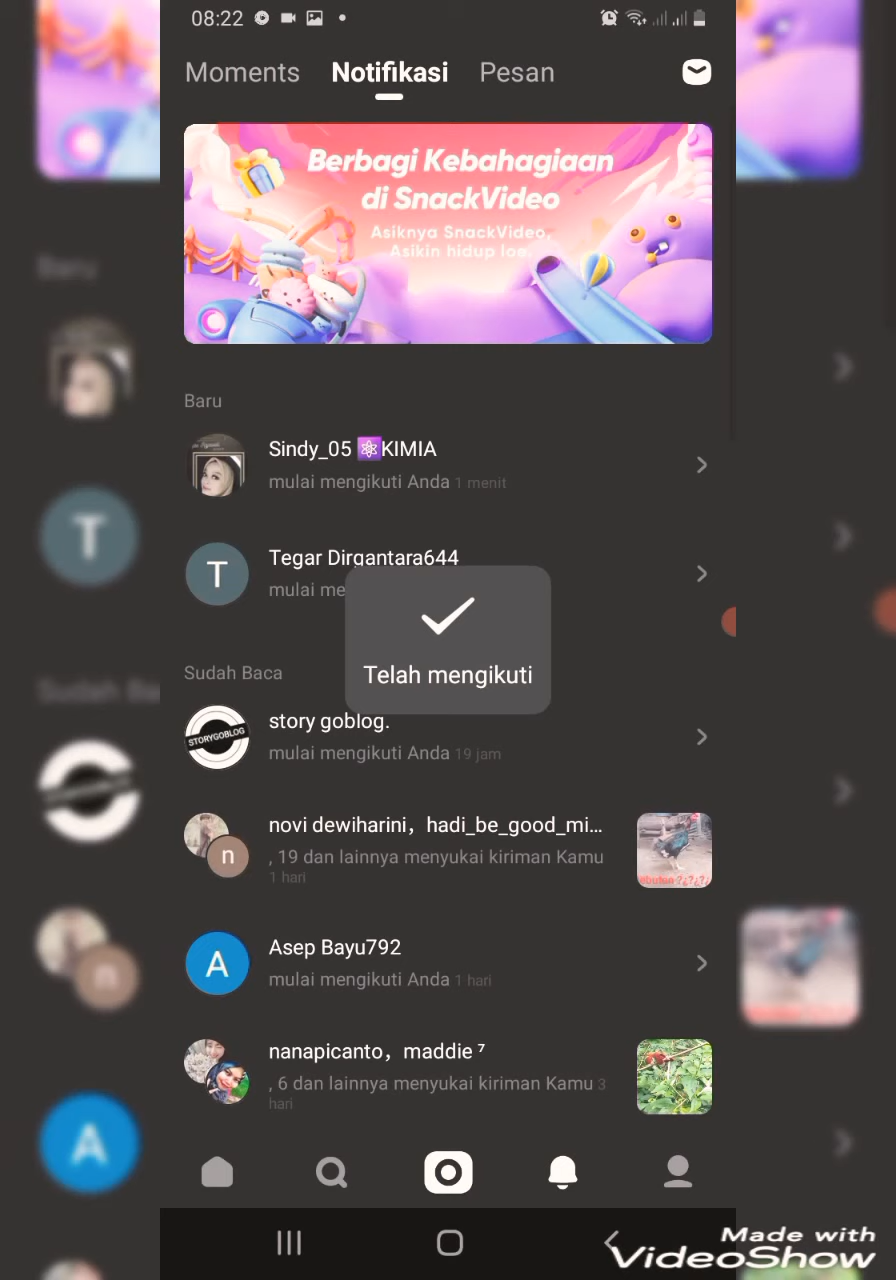 08:22
Moments Notifikasi Pesan
Berbagi Kebahagiaan
di SnackVideo
Asiknya SnackVideo,
Asikin hidup loe.
Baru
Sindy_05 ⚛KIMIA
mulai mengikuti Anda 1 menit
T
Tegar Dirgantara644
mulai me
Telah mengikuti
Sudah Baca
STORYGOBLOG
story goblog.
mulai mengikuti Anda 19 jam
novi dewiharini，hadi_be_good_mi...
n
, 19 dan lainnya menyukai kiriman Kamu
1 hari
A
Asep Bayu792
mulai mengikuti Anda 1 hari
nanapicanto，maddie ⁷
, 6 dan lainnya menyukai kiriman Kamu 3
hari
Made with
VideoShow